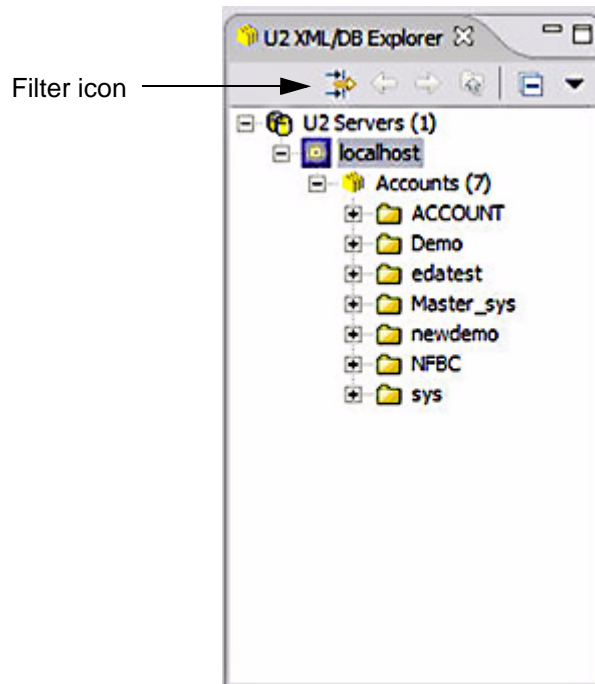 U2 XML/DB Explorer
Filter icon
U2 Servers (1)
localhost
Accounts (7)
ACCOUNT
Demo
edatest
Master_sys
newdemo
NFBC
sys